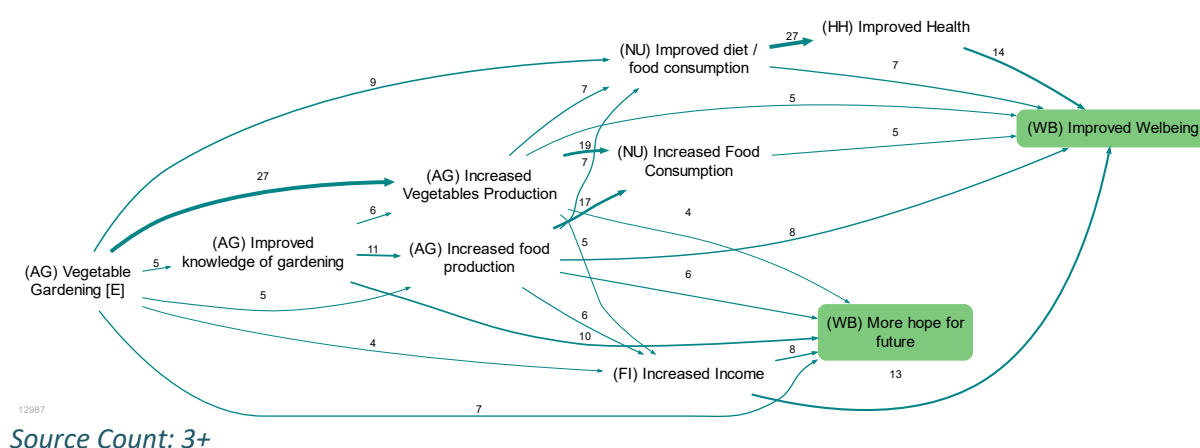 (HH) Improved Health
27
14
(NU) Improved diet /
food consumption
7
9
7
5
(WB) Improved Welbeing
19
(NU) Increased Food
Consumption
5
7
27
(AG) Increased
Vegetables Production
17
4
6
(AG) Improved
knowledge of gardening
11
(AG) Increased food
production
5
8
(AG) Vegetable
Gardening [E]
5
5
6
6
(WB) More hope for
future
10
4
8
(FI) Increased Income
13
7
12987
Source Count: 3+